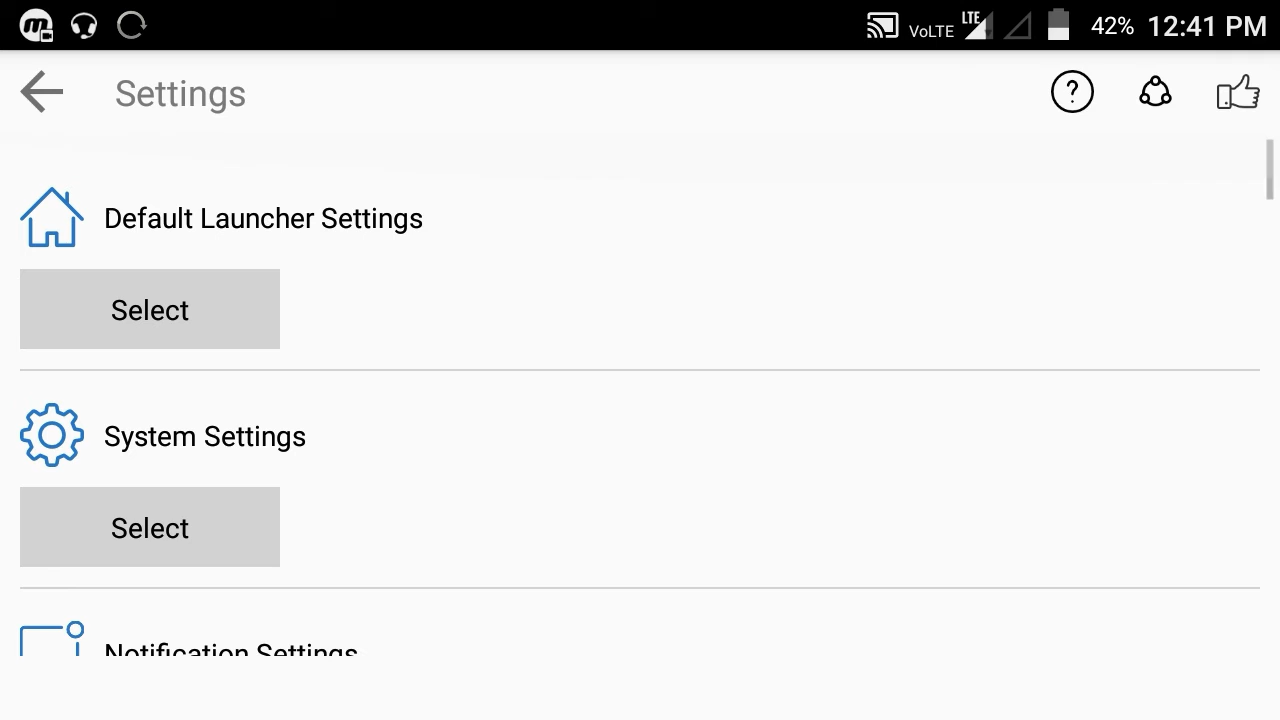 VoLTE LTE 42% 12:41 PM
Settings
Default Launcher Settings
Select
System Settings
Select
Notification Settings